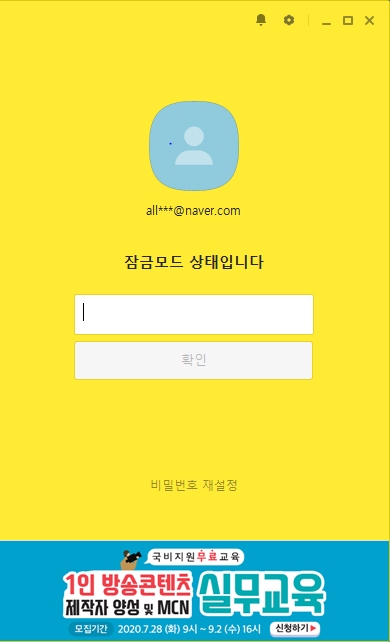 all***@naver.com
잠금모드 상태입니다
확인
비밀번호 재설정
국비지원무료교육
1인 방송콘텐츠
제작자 양성 및 MCN
실무교육
모집기간 2020.7.28 (화) 9시 ~ 9.2 (수) 16시 신청하기▶